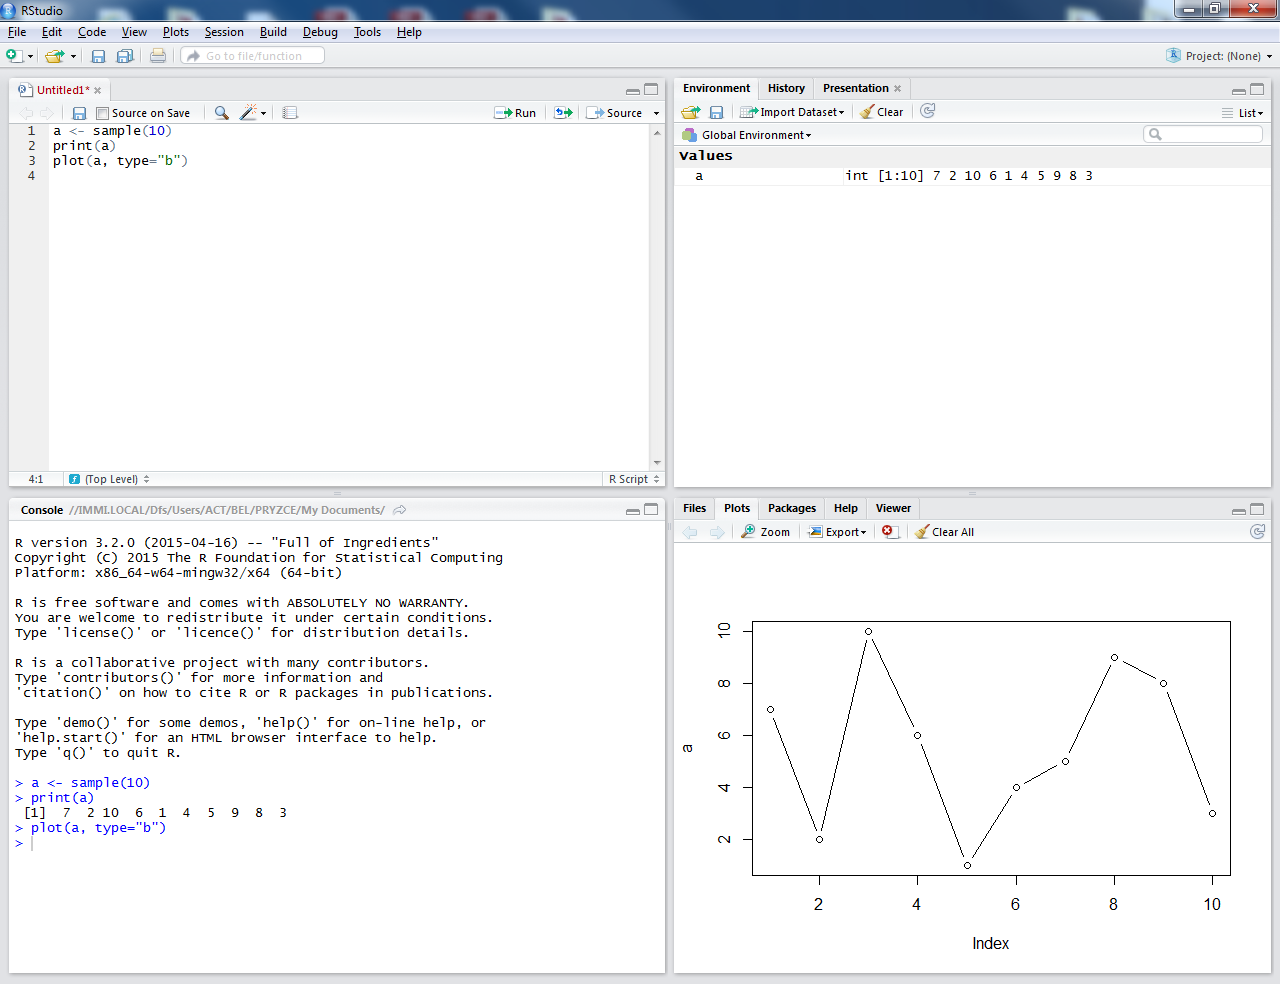 RStudio
File Edit Code View Plots Session Build Debug Tools Help
Go to file/function Project: (None)
Untitled1*
Source on Save Run Source
1 a <- sample(10)
2 print(a)
3 plot(a, type="b")
4
4:1 (Top Level) R Script
Environment History Presentation
Import Dataset Clear List
Global Environment
Values
a int [1:10] 7 2 10 6 1 4 5 9 8 3
Console //IMMI.LOCAL/Dfs/Users/ACT/BEL/PRYZCE/My Documents/
R version 3.2.0 (2015-04-16) -- "Full of Ingredients"
Copyright (C) 2015 The R Foundation for Statistical Computing
Platform: x86_64-w64-mingw32/x64 (64-bit)
R is free software and comes with ABSOLUTELY NO WARRANTY.
You are welcome to redistribute it under certain conditions.
Type 'license()' or 'licence()' for distribution details.
R is a collaborative project with many contributors.
Type 'contributors()' for more information and
'citation()' on how to cite R or R packages in publications.
Type 'demo()' for some demos, 'help()' for on-line help, or
'help.start()' for an HTML browser interface to help.
Type 'q()' to quit R.
> a <- sample(10)
> print(a)
[1] 7 2 10 6 1 4 5 9 8 3
> plot(a, type="b")
>
Files Plots Packages Help Viewer
Zoom Export Clear All
10
8
6
4
2
a
2 4 6 8 10
Index